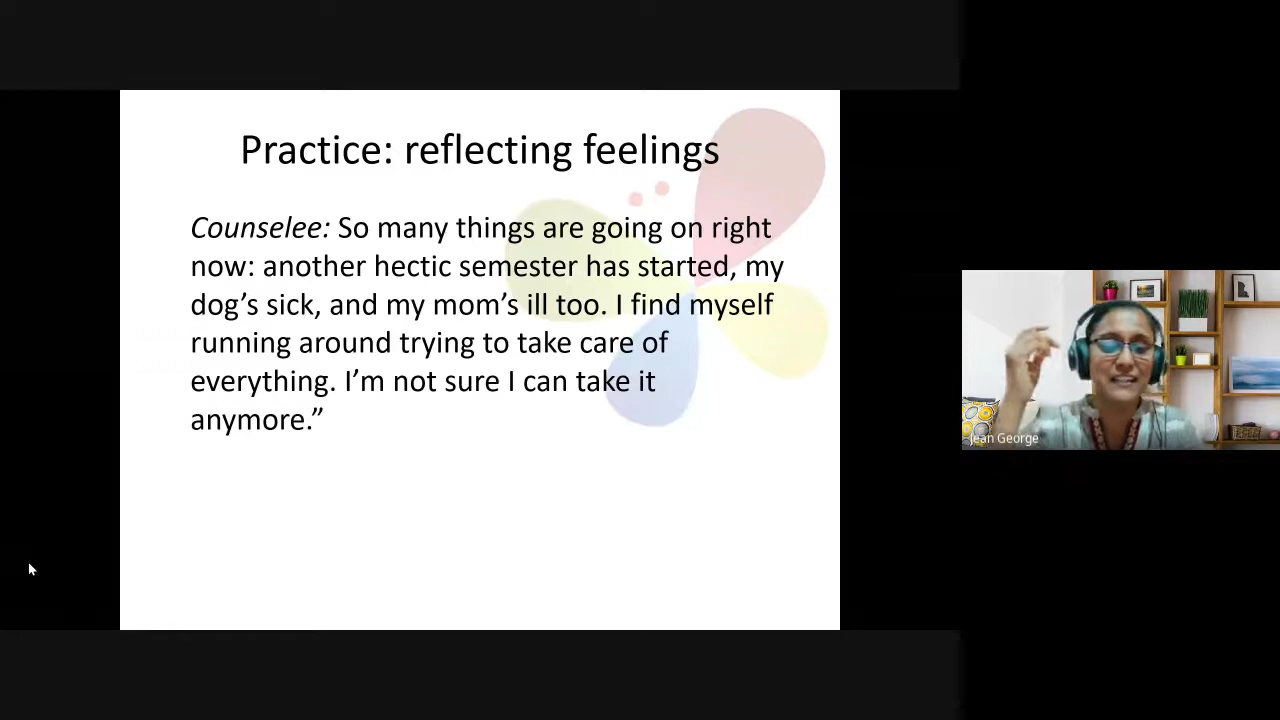 Practice: reflecting feelings
Counselee: So many things are going on right
now: another hectic semester has started, my
dog’s sick, and my mom’s ill too. I find myself
running around trying to take care of
everything. I’m not sure I can take it
anymore.”
Jean George